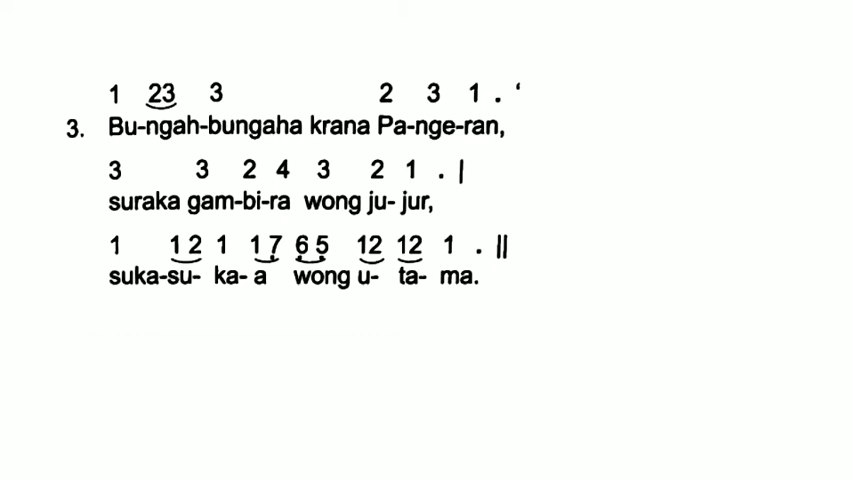 1 23 3 2 3 1 . ‘
3. Bu-ngah-bungaha krana Pa-nge-ran,
3 3 2 4 3 2 1 . |
suraka gam-bi-ra wong ju- jur,
1 1 2 1 1 7̣ 6̣ 5̣ 12 12 1 . ||
suka-su- ka- a wong u- ta- ma.